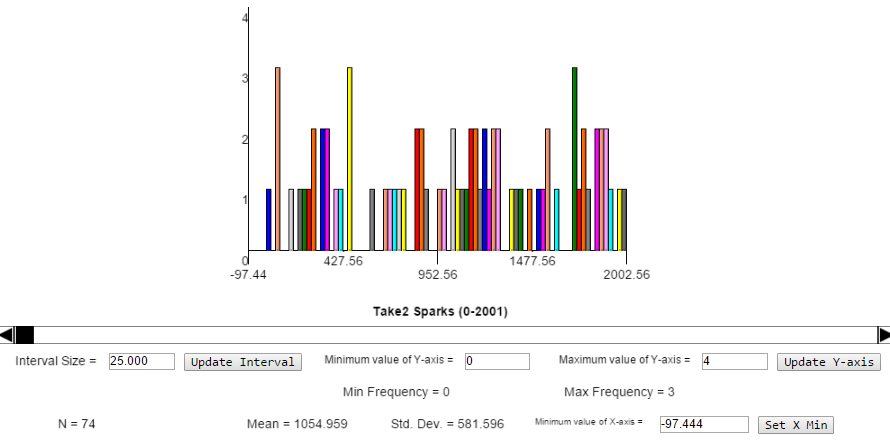 4
3
2
1
0
-97.44 427.56 952.56 1477.56 2002.56
Take2 Sparks (0-2001)
Interval Size = 25.000 Update Interval Minimum value of Y-axis = 0 Maximum value of Y-axis = 4 Update Y-axis
Min Frequency = 0 Max Frequency = 3
N = 74 Mean = 1054.959 Std. Dev. = 581.596 Minimum value of X-axis = -97.444 Set X Min